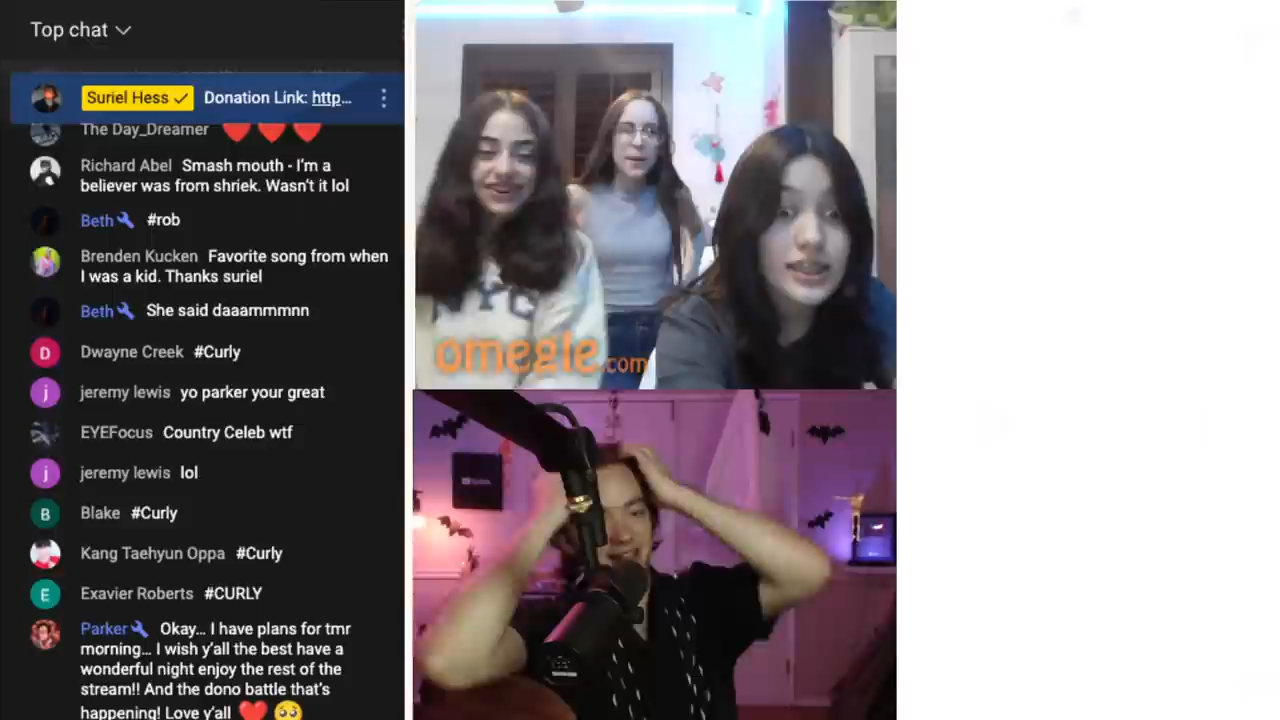 Top chat
Suriel Hess Donation Link: http...
The Day_Dreamer
Richard Abel Smash mouth - I'm a
believer was from shriek. Wasn't it lol
Beth #rob
Brenden Kucken Favorite song from when
I was a kid. Thanks suriel
Beth She said daaammmnn
D Dwayne Creek #Curly
j jeremy lewis yo parker your great
EYEFocus Country Celeb wtf
j jeremy lewis lol
B Blake #Curly
Kang Taehyun Oppa #Curly
E Exavier Roberts #CURLY
Parker Okay... I have plans for tmr
morning... I wish y'all the best have a
wonderful night enjoy the rest of the
stream!! And the dono battle that's
happening! Love y'all
NYC
omegle.com